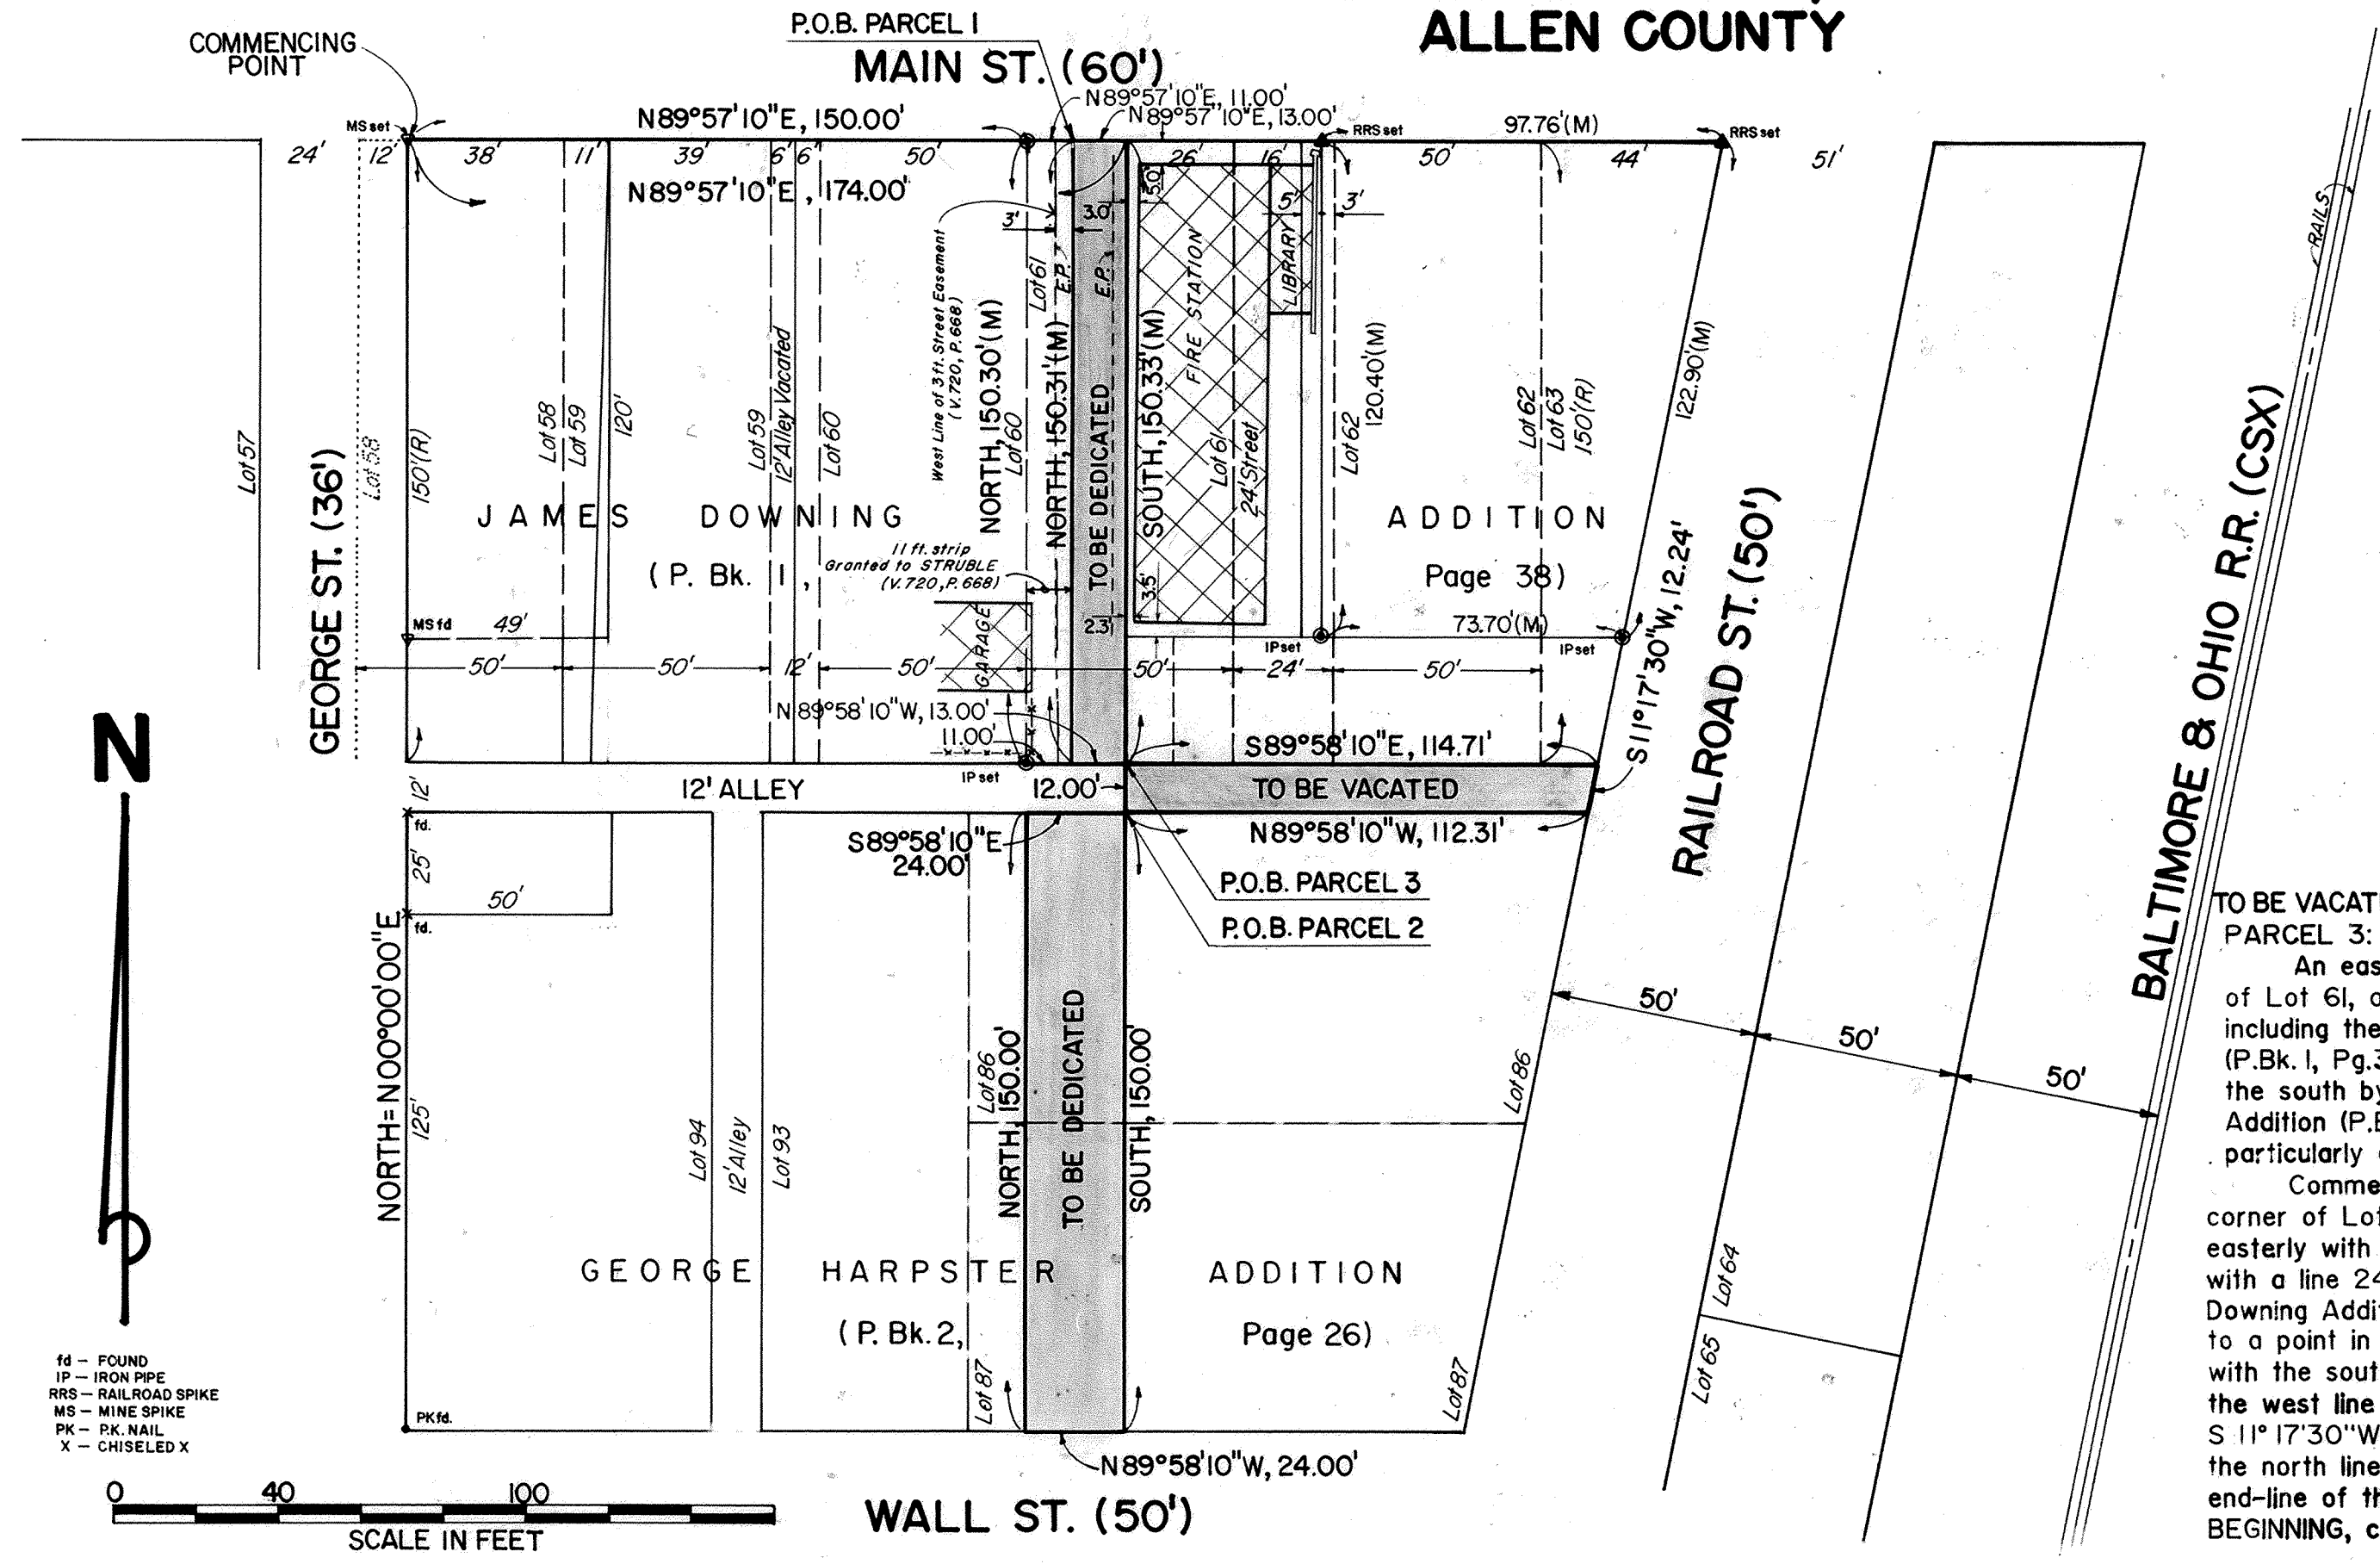 ALLEN COUNTY
P.O.B. PARCEL 1
COMMENCING
POINT
MAIN ST. (60')
N89°57'10"E, 11.00'
N89°57'10"E, 13.00'
N89°57'10"E, 150.00'
MS set
RRS set
97.76'(M)
RRS set
24'
12'
38'
11'
39'
6'
6'
50'
26'
16'
50'
44'
51'
N89°57'10"E, 174.00'
5.0'
3.0'
3'
5'
3'
RAILS
West Line of 3 ft. Street Easement
(V.720, P.668)
Lot 61
E.P.
E.P.
FIRE STATION
LIBRARY
NORTH, 150.30'(M)
NORTH, 150.31'(M)
TO BE DEDICATED
SOUTH, 150.33'(M)
120.40'(M)
122.90'(M)
Lot 57
Lot 58
150'(R)
Lot 58
Lot 59
120'
Lot 59
12' Alley Vacated
Lot 60
Lot 60
Lot 61
24' Street
Lot 62
Lot 62
Lot 63
150'(R)
GEORGE ST. (36')
JAMES DOWNING ADDITION
(P. Bk. 1, Page 38)
11 ft. strip
Granted to STRUBLE
(V.720, P.668)
GARAGE
3.5'
2.3'
MS fd
49'
73.70'(M)
IP set
IP set
S11°17'30"W, 12.24'
RAILROAD ST. (50')
BALTIMORE & OHIO R.R. (CSX)
50'
50'
12'
50'
50'
24'
50'
N
N89°58'10"W, 13.00'
11.00'
S89°58'10"E, 114.71'
IP set
12' ALLEY
12.00'
TO BE VACATED
12'
fd.
S89°58'10"E
24.00'
N89°58'10"W, 112.31'
25'
50'
fd.
P.O.B. PARCEL 3
P.O.B. PARCEL 2
NORTH=N00°00'00"E
125'
50'
50'
50'
Lot 94
12' Alley
Lot 93
Lot 86
NORTH, 150.00'
TO BE DEDICATED
SOUTH, 150.00'
Lot 86
GEORGE HARPSTER ADDITION
(P. Bk. 2, Page 26)
Lot 87
Lot 87
Lot 64
Lot 65
PK fd.
N89°58'10"W, 24.00'
WALL ST. (50')
fd - FOUND
IP - IRON PIPE
RRS - RAILROAD SPIKE
MS - MINE SPIKE
PK - P.K. NAIL
X - CHISELED X
0 40 100
SCALE IN FEET
TO BE VACAT
PARCEL 3:
An eas
of Lot 61, a
including the
(P.Bk. 1, Pg.3
the south by
Addition (P.B
particularly
Comme
corner of Lot
easterly with
with a line 24
Downing Addi
to a point in
with the sout
the west line
S 11° 17'30"W
the north line
end-line of th
BEGINNING, c